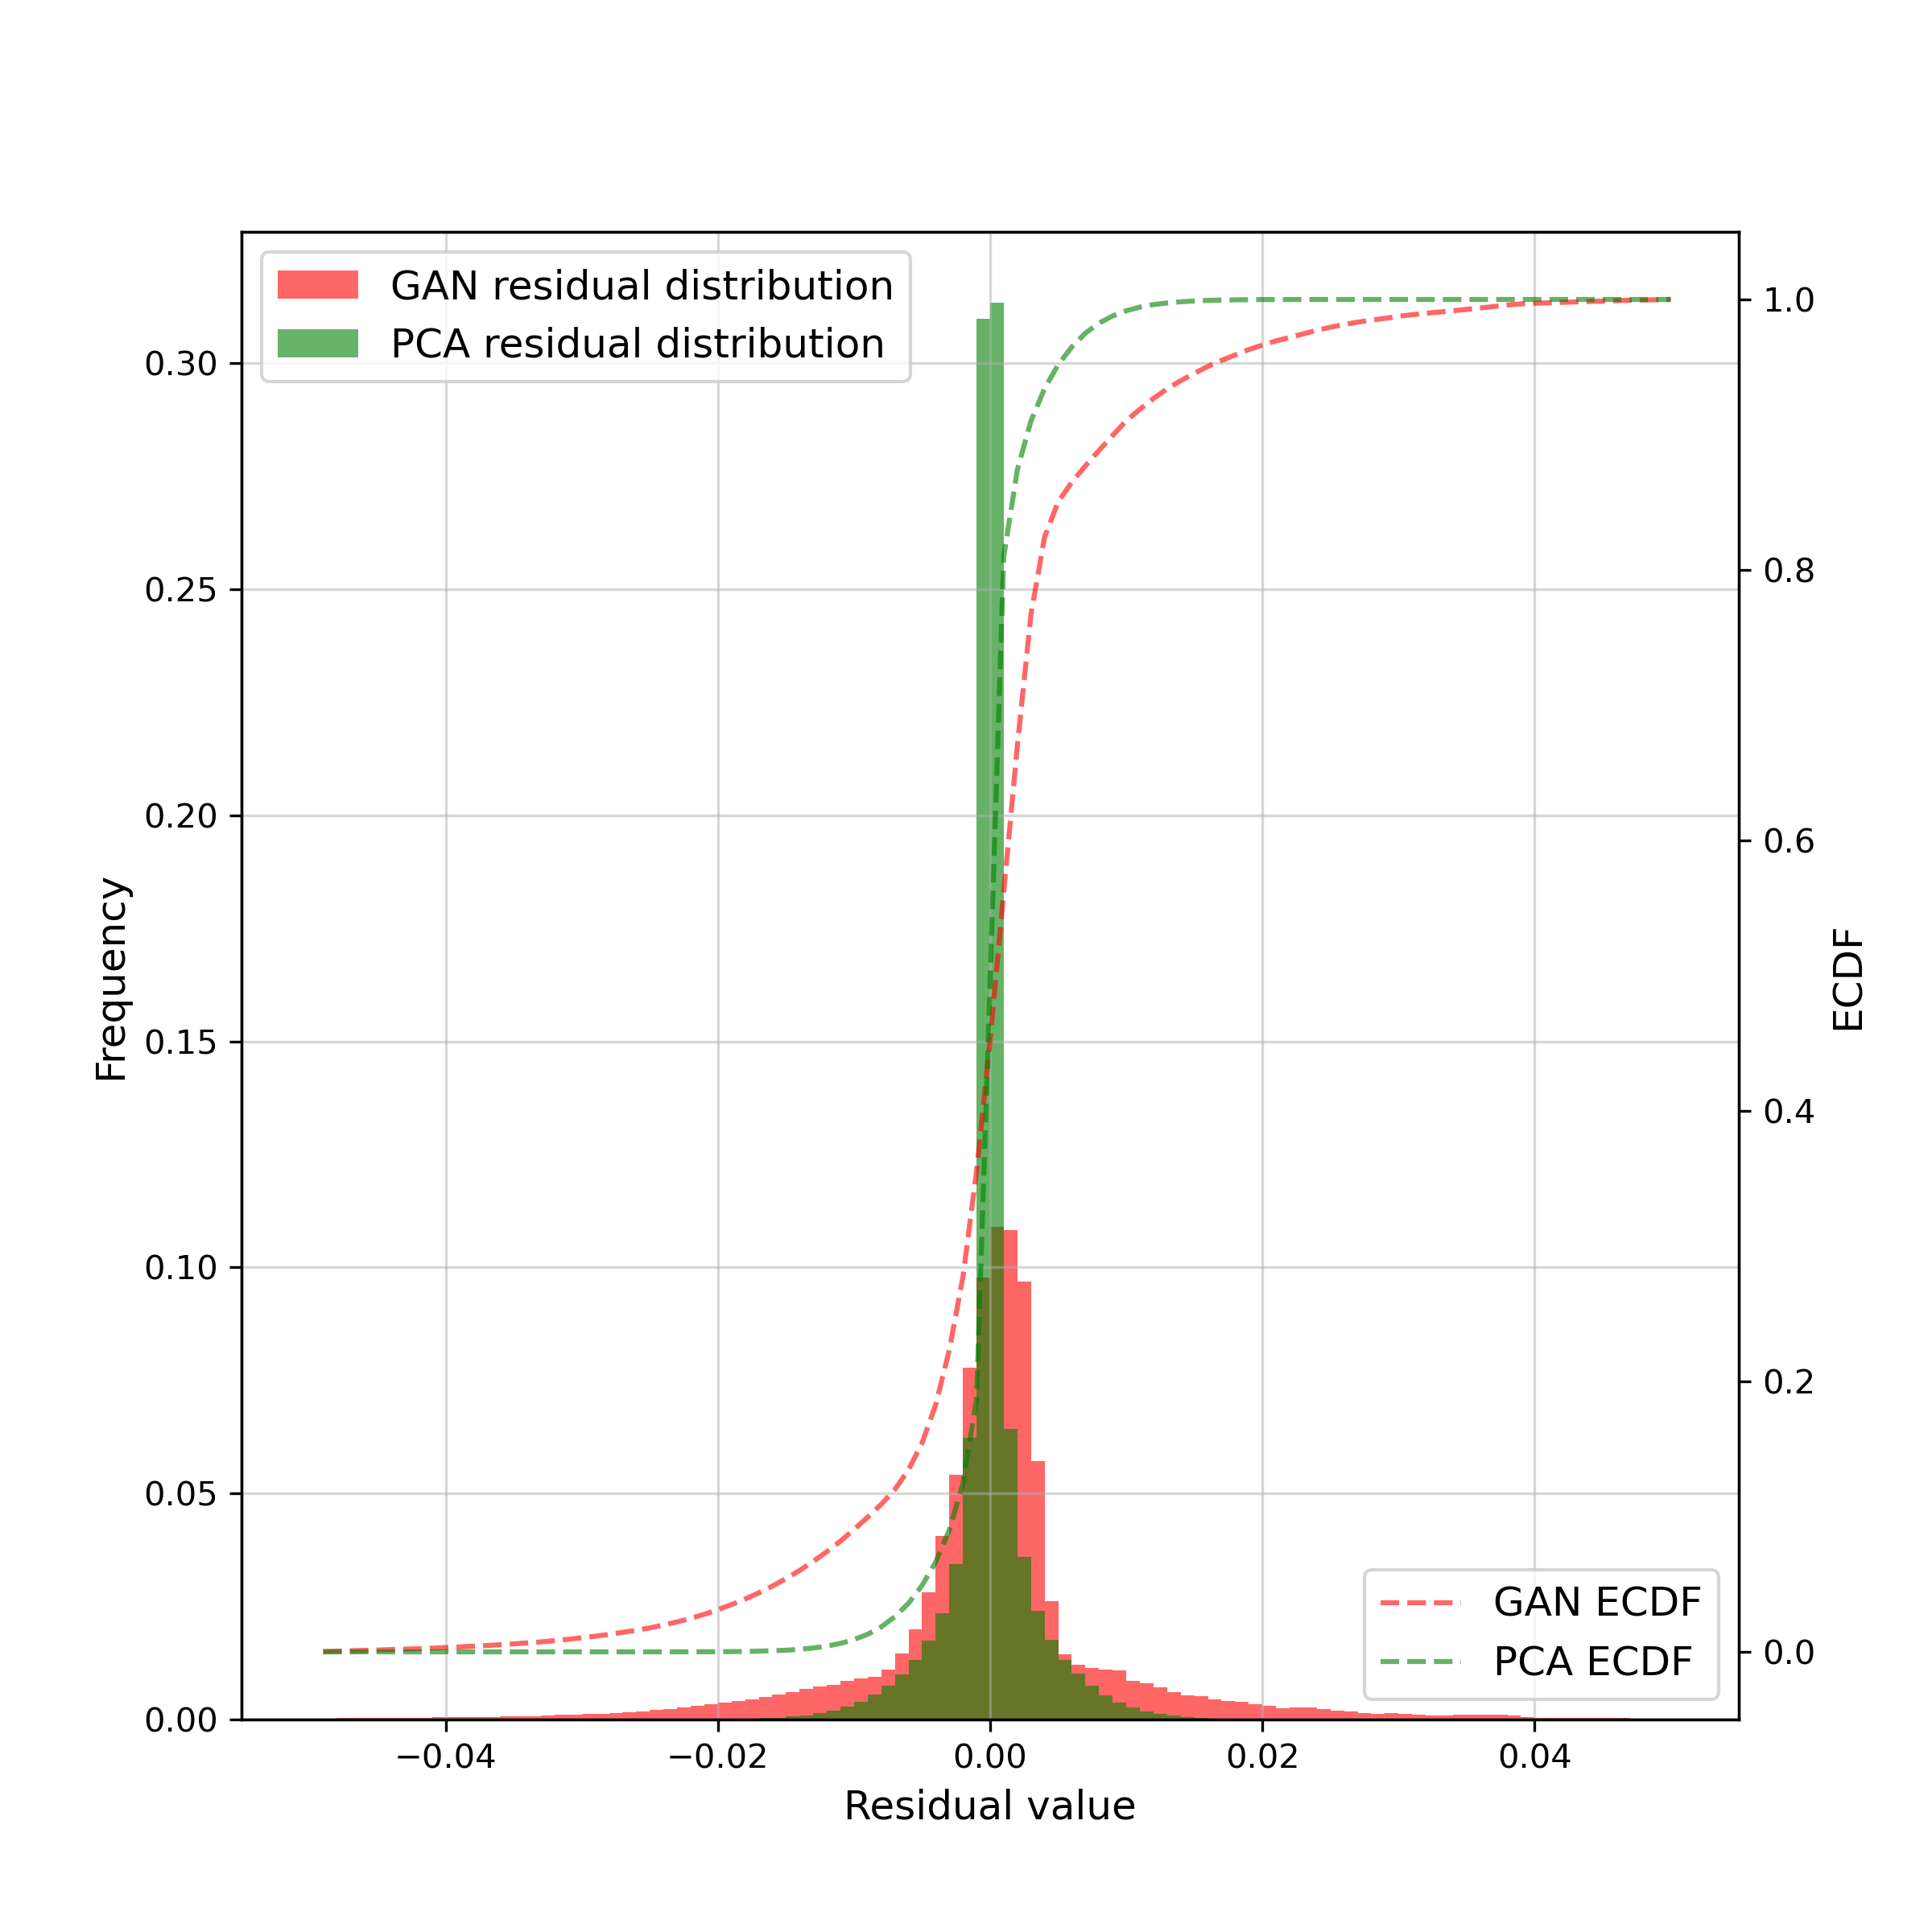 GAN residual distribution
PCA residual distribution
0.30
0.25
0.20
0.15
0.10
0.05
0.00
Frequency
1.0
0.8
0.6
0.4
0.2
0.0
ECDF
GAN ECDF
PCA ECDF
−0.04
−0.02
0.00
0.02
0.04
Residual value